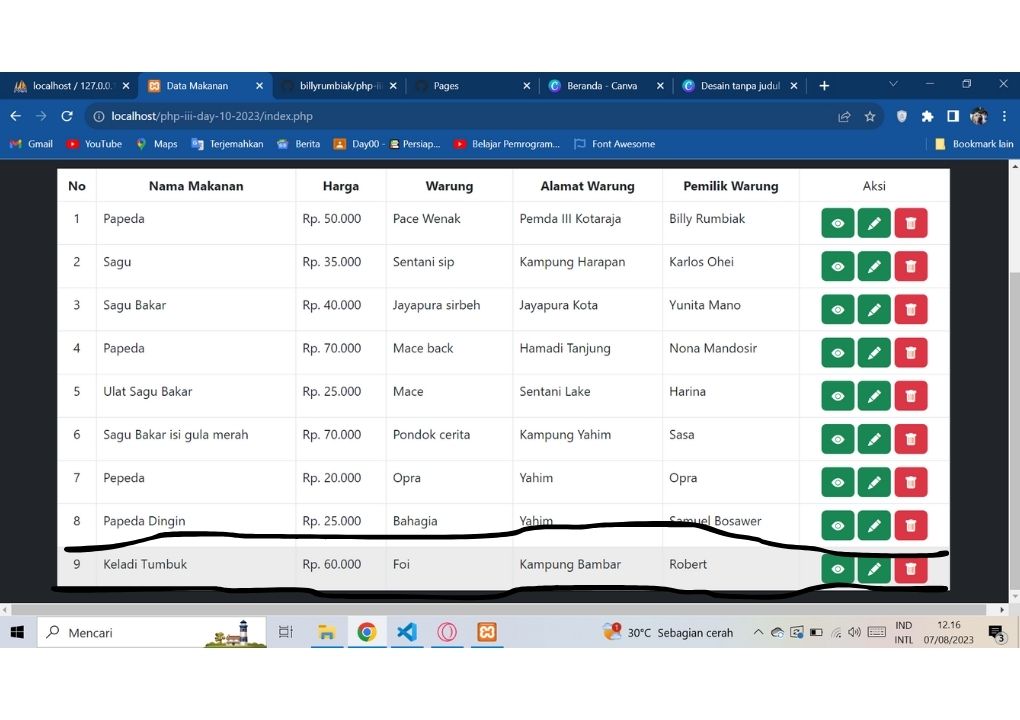 localhost / 127.0.0.
Data Makanan
billyrumbiak/php-ii
Pages
Beranda - Canva
Desain tanpa judul
localhost/php-iii-day-10-2023/index.php
Gmail YouTube Maps Terjemahkan Berita Day00 - Persiap... Belajar Pemrogram... Font Awesome Bookmark lain
No Nama Makanan Harga Warung Alamat Warung Pemilik Warung Aksi
1 Papeda Rp. 50.000 Pace Wenak Pemda III Kotaraja Billy Rumbiak
2 Sagu Rp. 35.000 Sentani sip Kampung Harapan Karlos Ohei
3 Sagu Bakar Rp. 40.000 Jayapura sirbeh Jayapura Kota Yunita Mano
4 Papeda Rp. 70.000 Mace back Hamadi Tanjung Nona Mandosir
5 Ulat Sagu Bakar Rp. 25.000 Mace Sentani Lake Harina
6 Sagu Bakar isi gula merah Rp. 70.000 Pondok cerita Kampung Yahim Sasa
7 Pepeda Rp. 20.000 Opra Yahim Opra
8 Papeda Dingin Rp. 25.000 Bahagia Yahim Samuel Bosawer
9 Keladi Tumbuk Rp. 60.000 Foi Kampung Bambar Robert
Mencari 30°C Sebagian cerah IND 12.16
INTL 07/08/2023 3